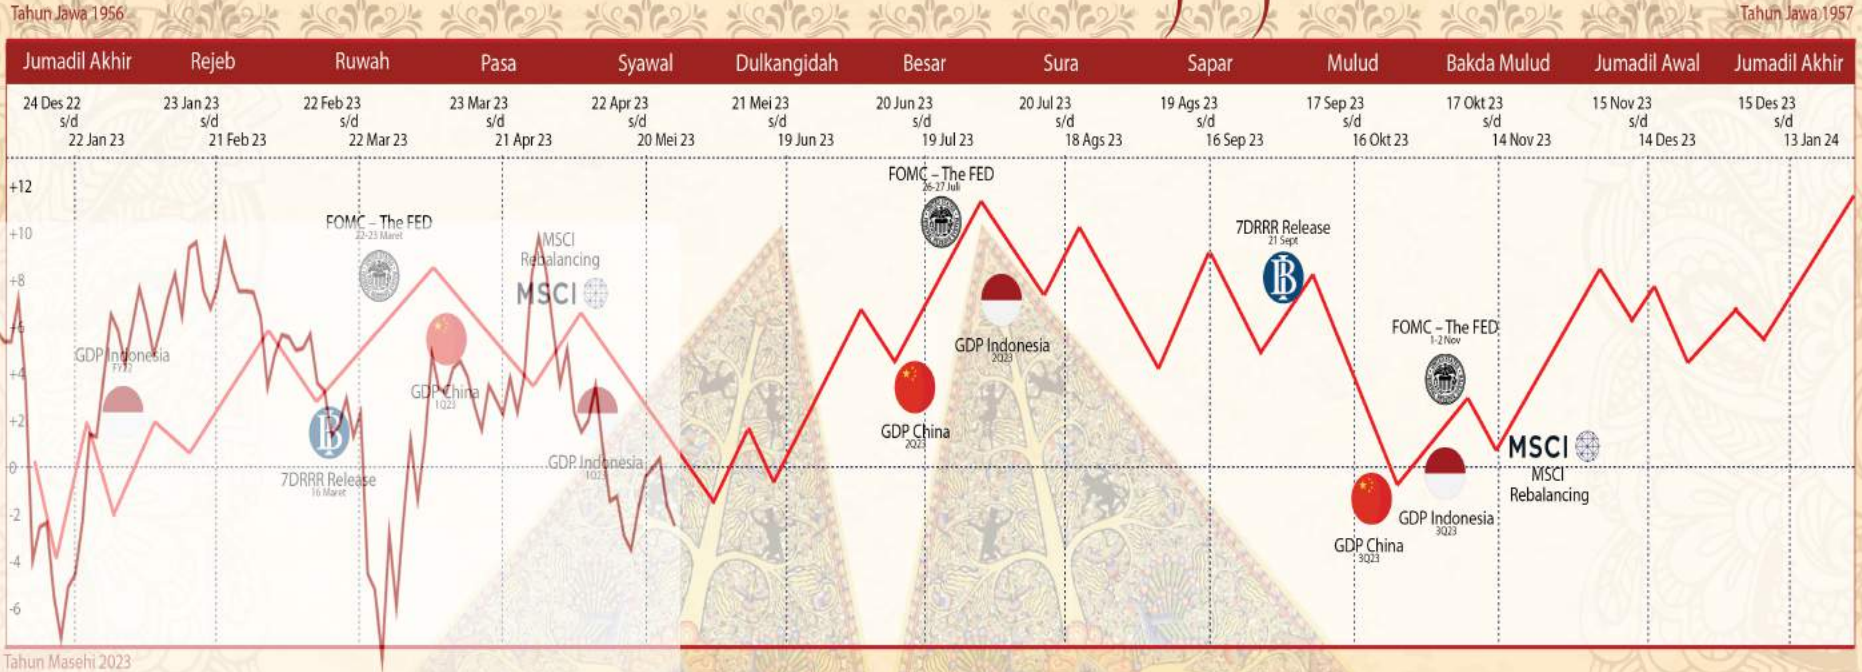 Tahun Jawa 1956
Tahun Jawa 1957
Jumadil Akhir
Rejeb
Ruwah
Pasa
Syawal
Dulkangidah
Besar
Sura
Sapar
Mulud
Bakda Mulud
Jumadil Awal
Jumadil Akhir
24 Des 22
s/d
22 Jan 23
23 Jan 23
s/d
21 Feb 23
22 Feb 23
s/d
22 Mar 23
23 Mar 23
s/d
21 Apr 23
22 Apr 23
s/d
20 Mei 23
21 Mei 23
s/d
19 Jun 23
20 Jun 23
s/d
19 Jul 23
20 Jul 23
s/d
18 Ags 23
19 Ags 23
s/d
16 Sep 23
17 Sep 23
s/d
16 Okt 23
17 Okt 23
s/d
14 Nov 23
15 Nov 23
s/d
14 Des 23
15 Des 23
s/d
13 Jan 24
+12
+10
+8
+6
+4
+2
0
-2
-4
-6
GDP Indonesia
FY22
FOMC – The FED
22-23 Maret
7DRRR Release
16 Maret
GDP China
1Q23
MSCI
Rebalancing
MSCI
GDP Indonesia
1Q23
FOMC – The FED
26-27 Juli
GDP China
2Q23
GDP Indonesia
2Q23
7DRRR Release
21 Sept
FOMC – The FED
1-2 Nov
GDP China
3Q23
GDP Indonesia
3Q23
MSCI
MSCI
Rebalancing
Tahun Masehi 2023